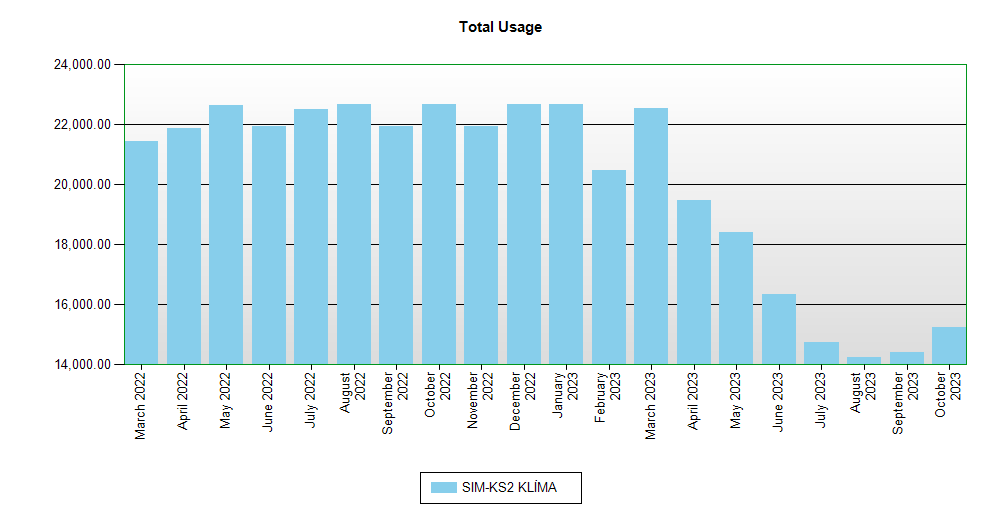 Total Usage
24,000.00
22,000.00
20,000.00
18,000.00
16,000.00
14,000.00
March 2022
April 2022
May 2022
June 2022
July 2022
August
2022
September
2022
October
2022
November
2022
December
2022
January
2023
February
2023
March 2023
April 2023
May 2023
June 2023
July 2023
August
2023
September
2023
October
2023
SIM-KS2 KLÍMA